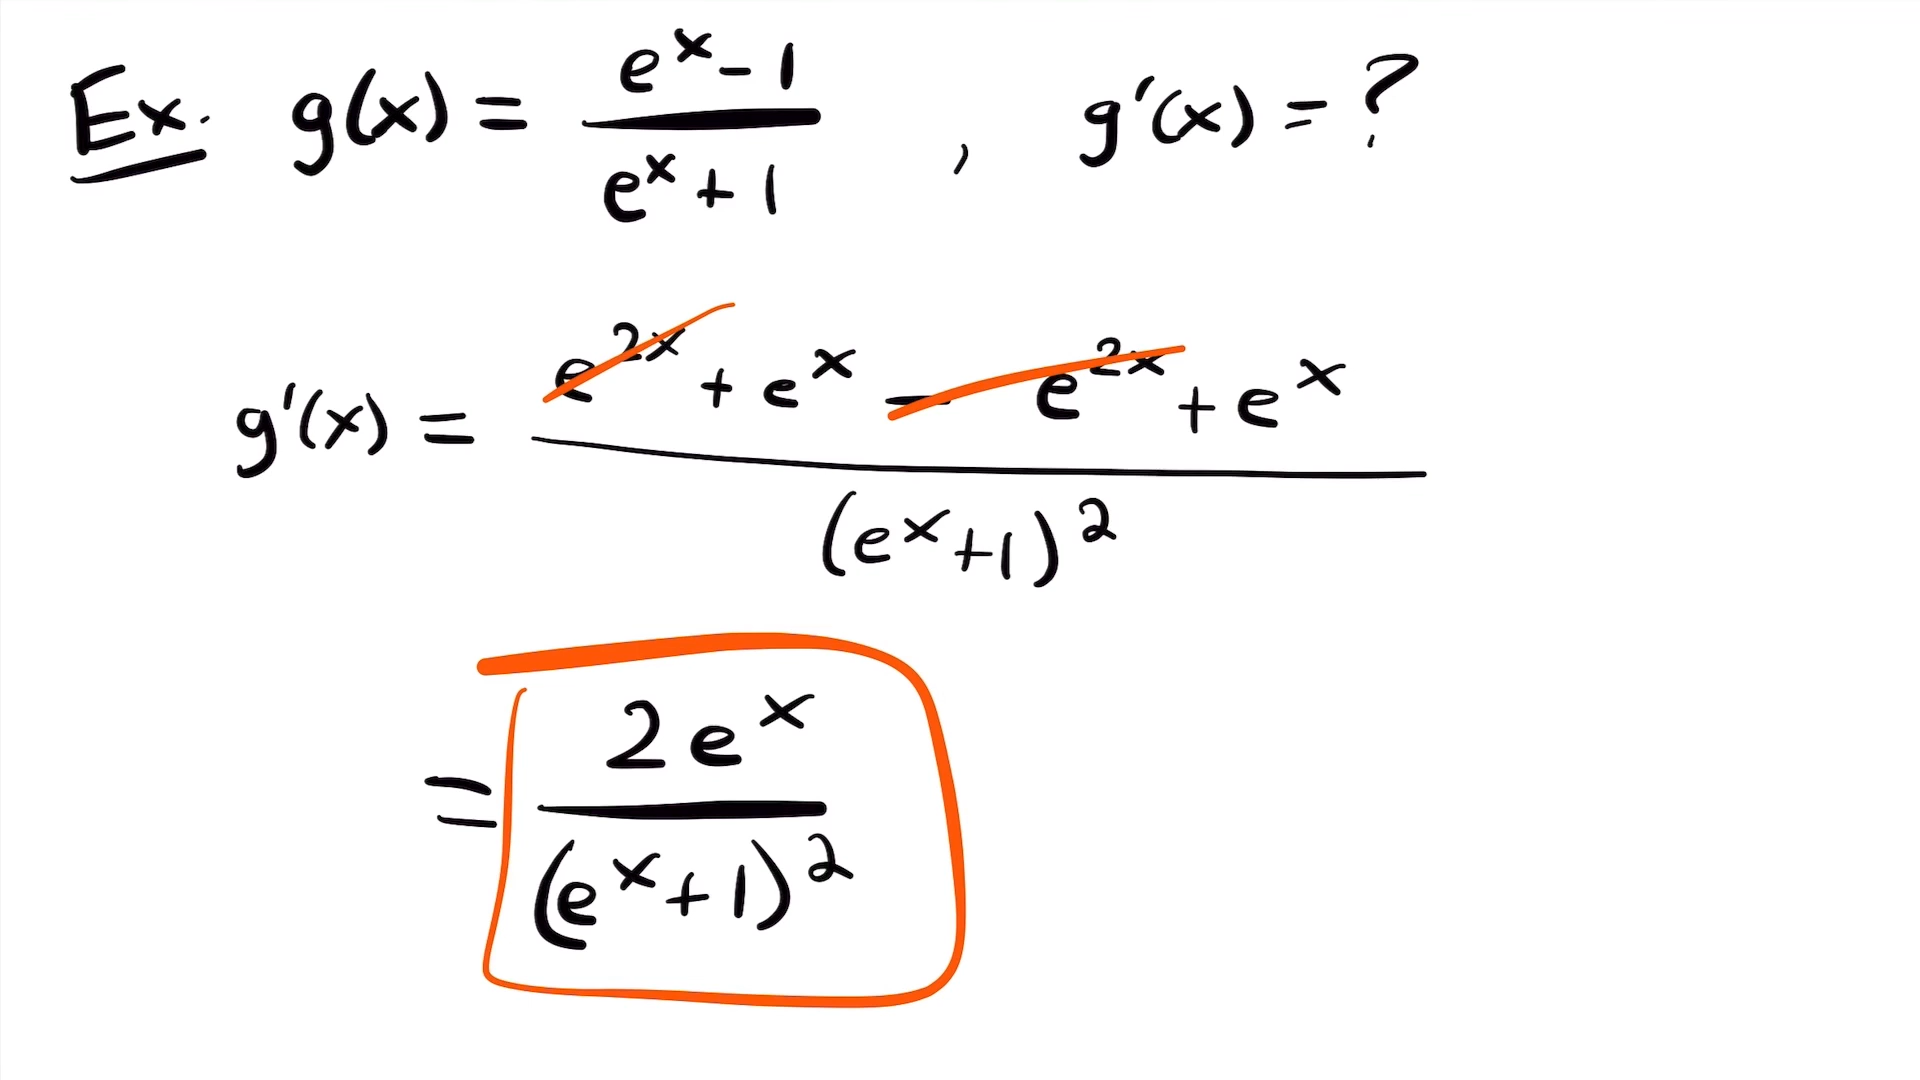 Ex. g(x) = (e^x - 1)/(e^x + 1) , g'(x) = ?
g'(x) = (e^{2x} + e^x - e^{2x} + e^x)/(e^x + 1)^2
= 2e^x/(e^x + 1)^2